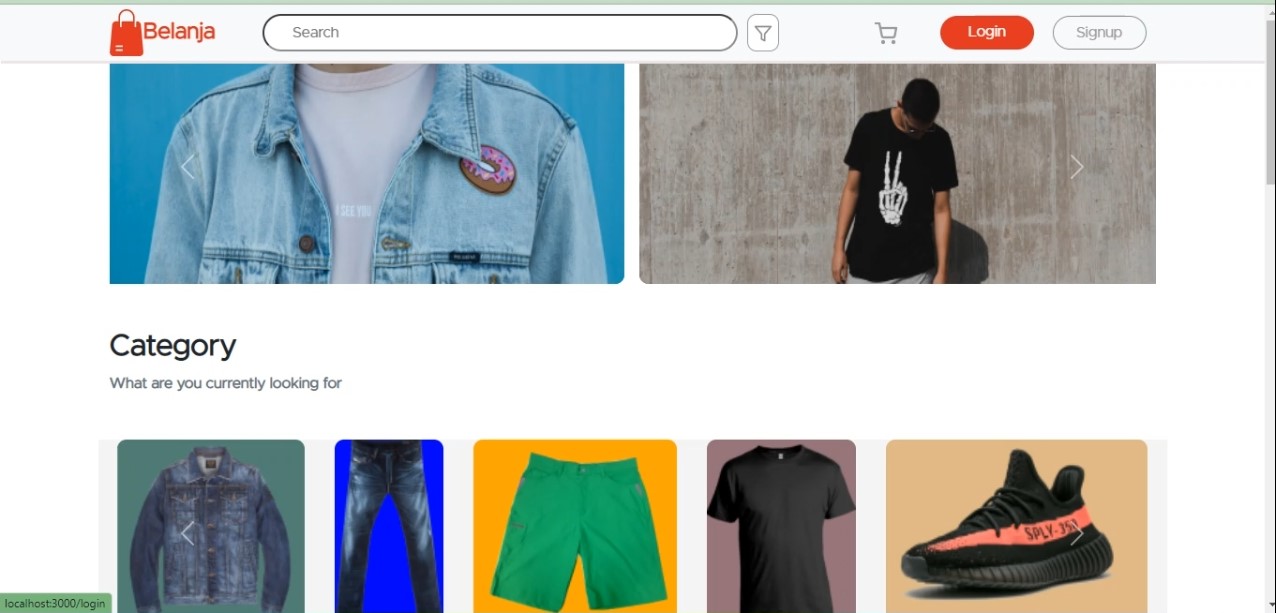 Belanja
Search
Login
Signup
I SEE YOU
Category
What are you currently looking for
SPLY-350
localhost:3000/login